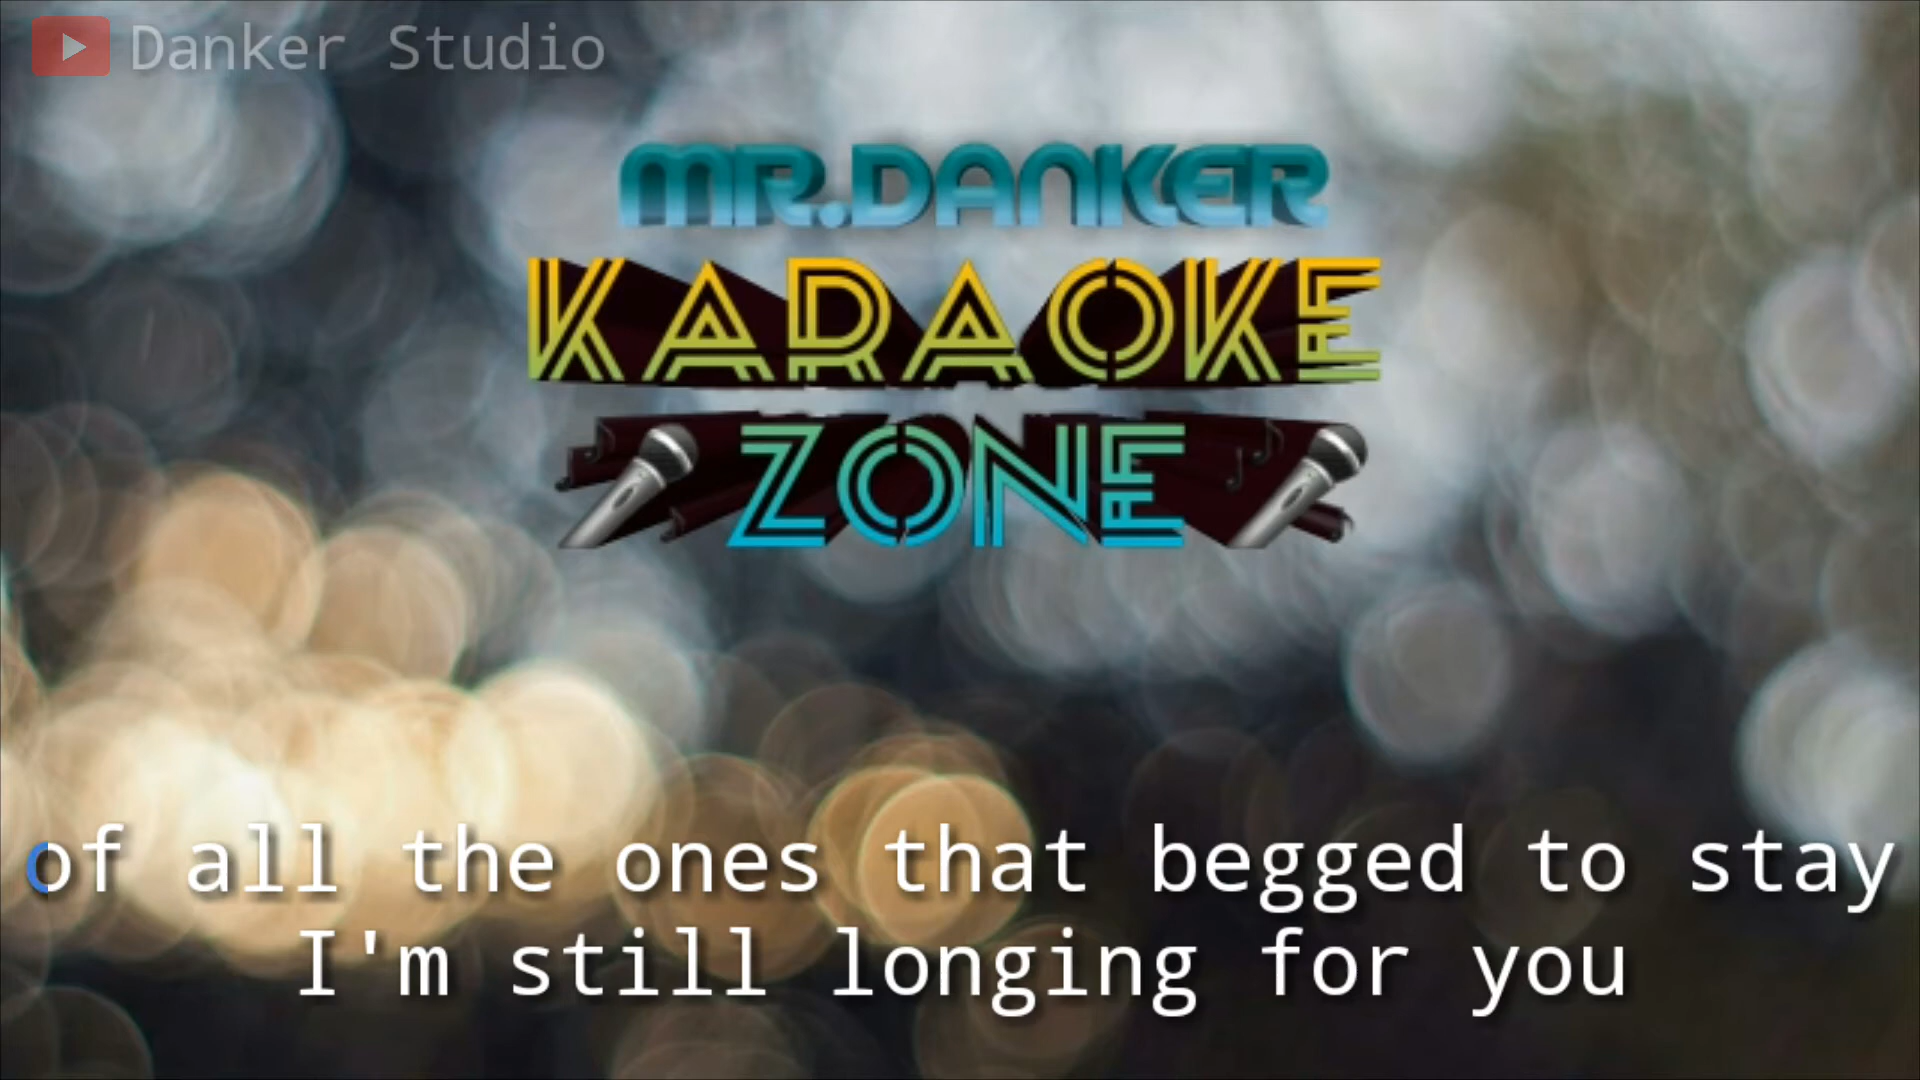 Danker Studio
MR.DANKER
KARAOKE
ZONE
of all the ones that begged to stay
I'm still longing for you